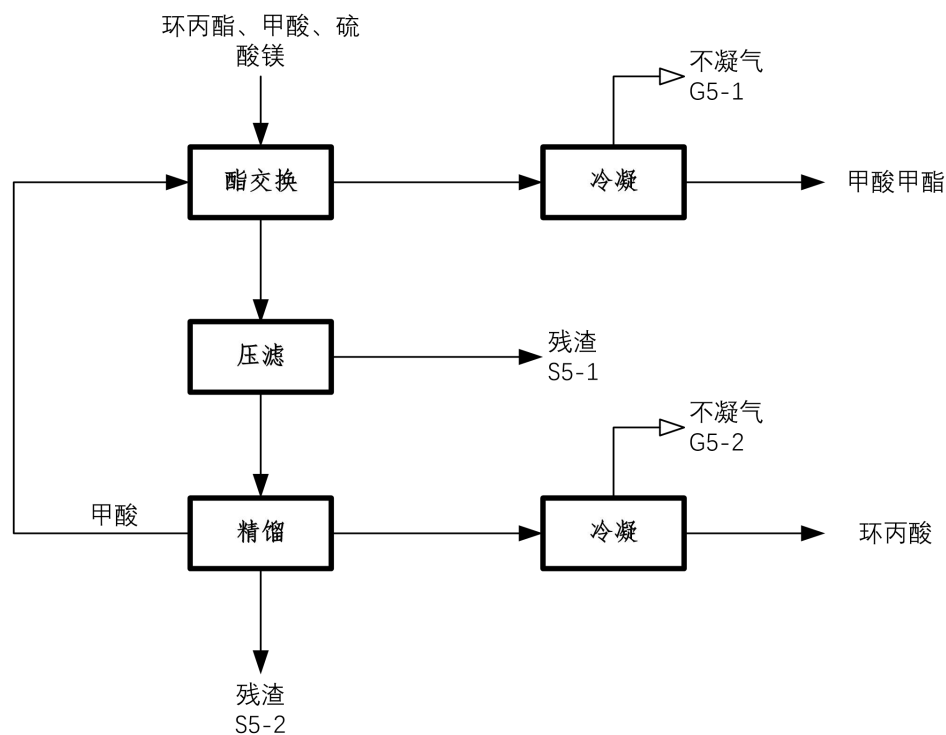 环丙酯、甲酸、硫
酸镁
不凝气
G5-1
酯交换
冷凝
甲酸甲酯
压滤
残渣
S5-1
不凝气
G5-2
甲酸
精馏
冷凝
环丙酸
残渣
S5-2